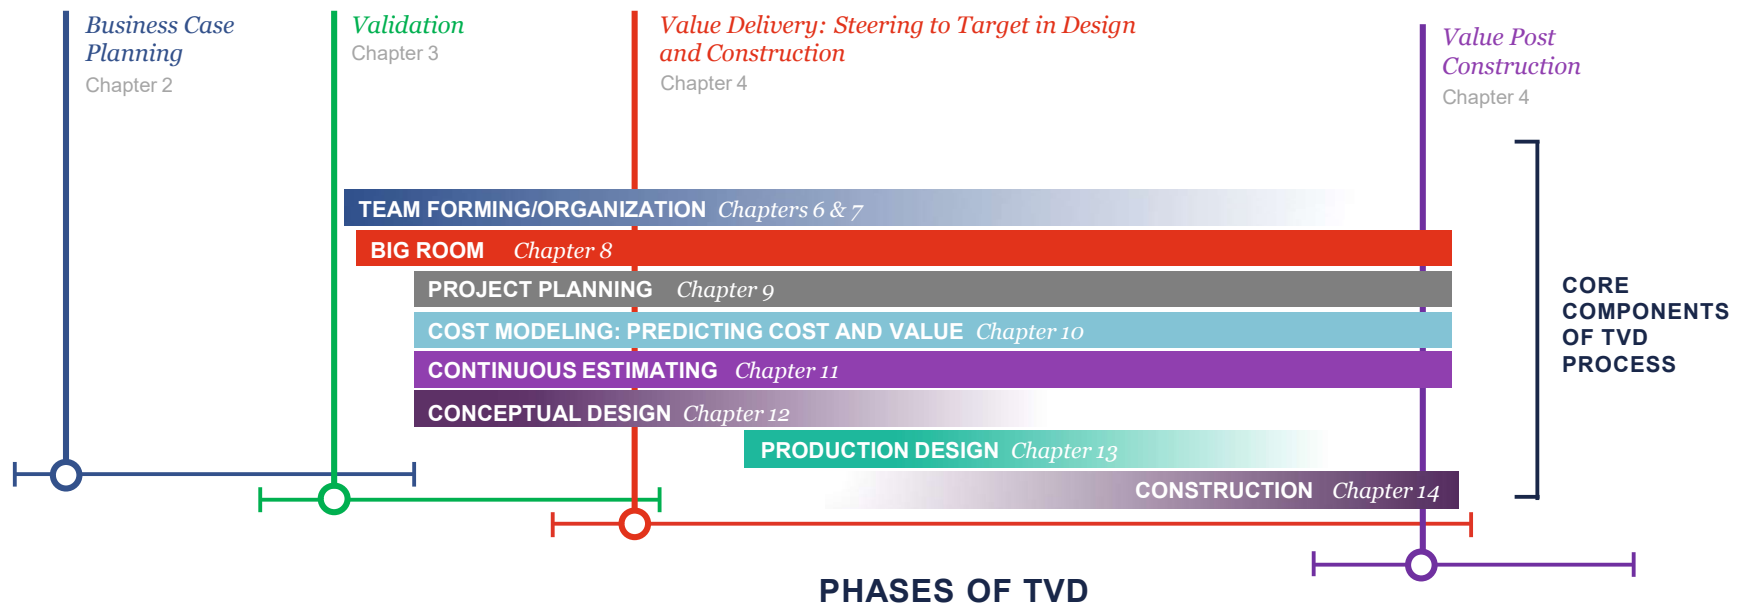 Business Case
Planning
Chapter 2
Validation
Chapter 3
Value Delivery: Steering to Target in Design
and Construction
Chapter 4
Value Post
Construction
Chapter 4
TEAM FORMING/ORGANIZATION Chapters 6 & 7
BIG ROOM Chapter 8
PROJECT PLANNING Chapter 9
COST MODELING: PREDICTING COST AND VALUE Chapter 10
CONTINUOUS ESTIMATING Chapter 11
CONCEPTUAL DESIGN Chapter 12
PRODUCTION DESIGN Chapter 13
CONSTRUCTION Chapter 14
CORE
COMPONENTS
OF TVD
PROCESS
PHASES OF TVD